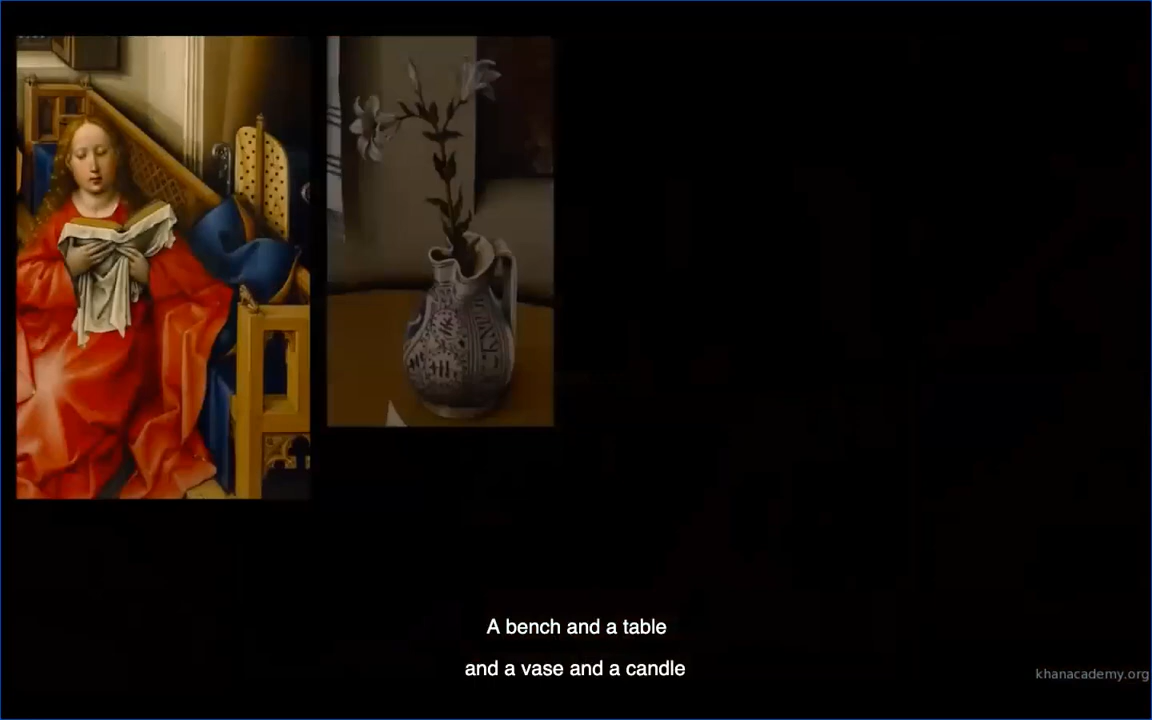 A bench and a table
and a vase and a candle
khanacademy.org